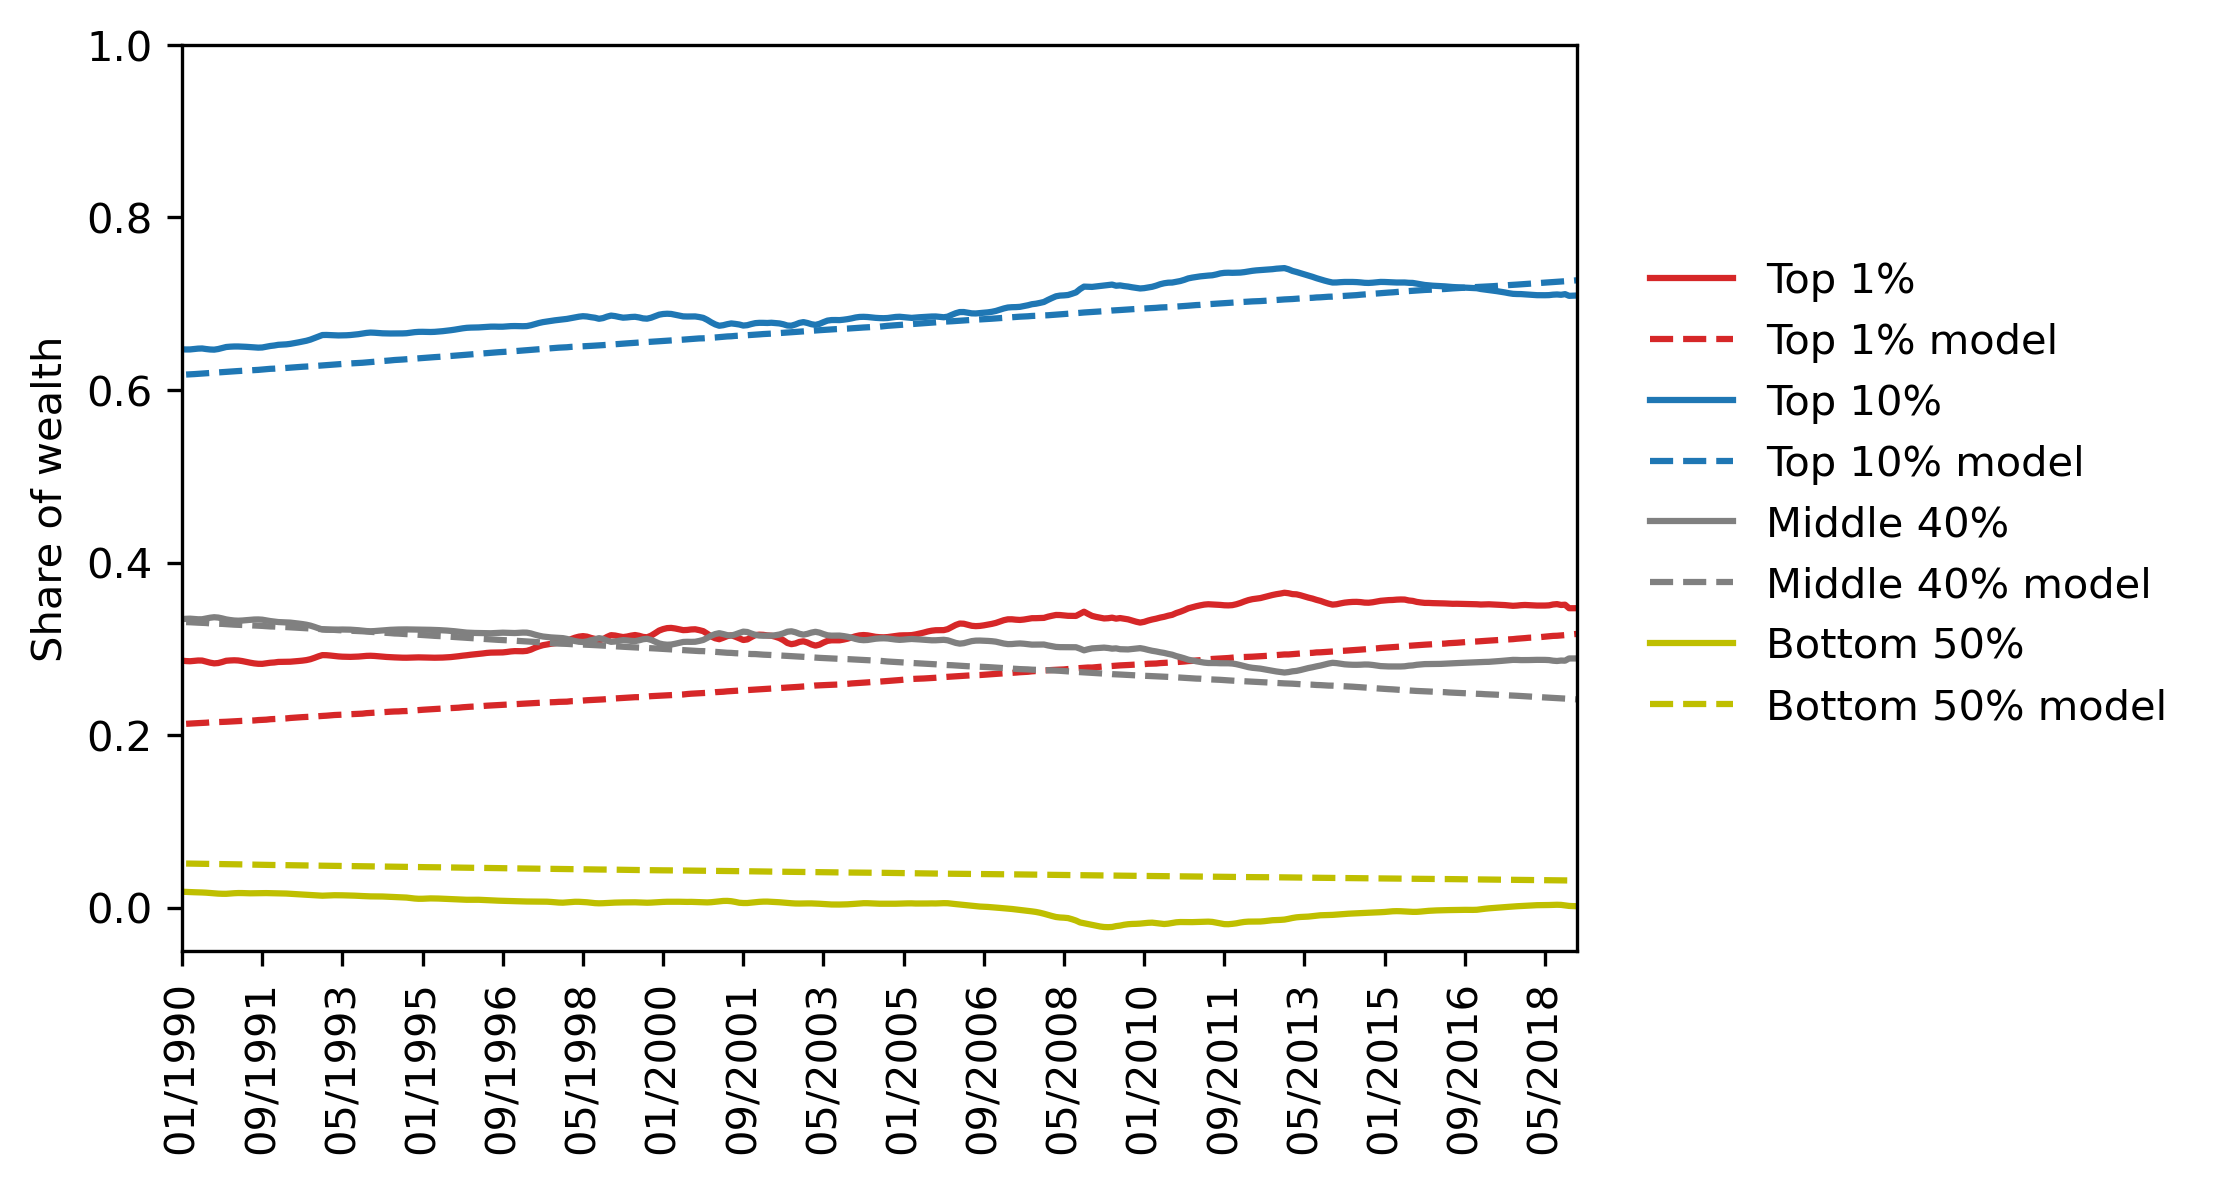 1.0
0.8
0.6
0.4
0.2
0.0
Share of wealth
01/1990
09/1991
05/1993
01/1995
09/1996
05/1998
01/2000
09/2001
05/2003
01/2005
09/2006
05/2008
01/2010
09/2011
05/2013
01/2015
09/2016
05/2018
Top 1%
Top 1% model
Top 10%
Top 10% model
Middle 40%
Middle 40% model
Bottom 50%
Bottom 50% model